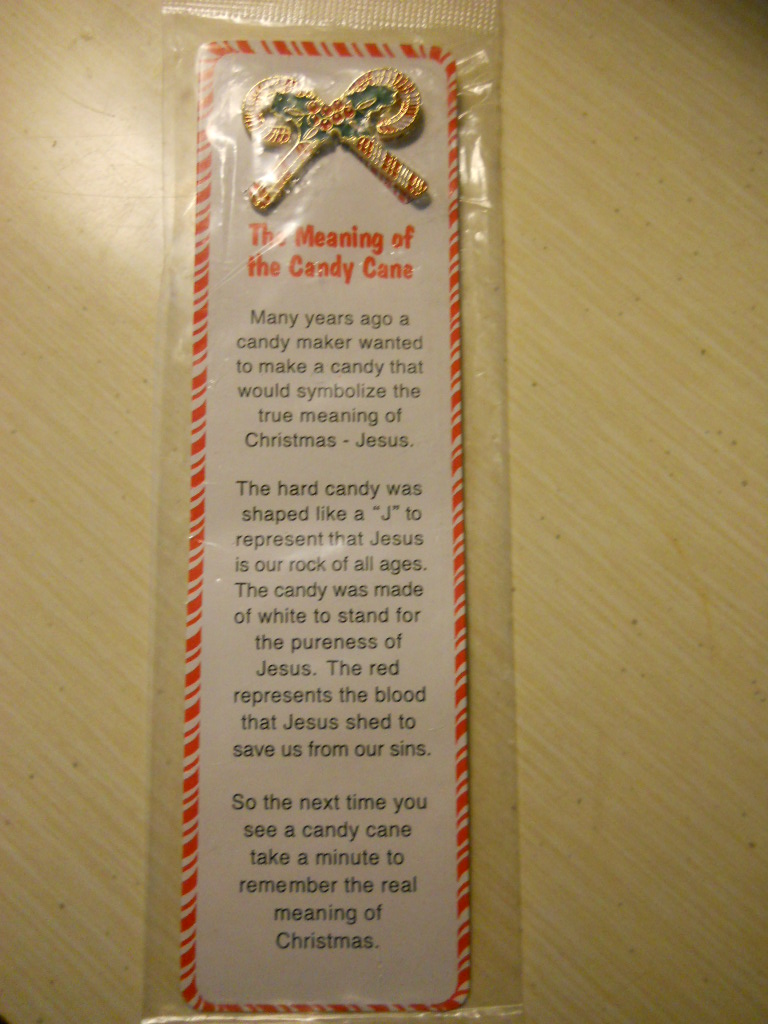 The Meaning of
the Candy Cane
Many years ago a
candy maker wanted
to make a candy that
would symbolize the
true meaning of
Christmas - Jesus.
The hard candy was
shaped like a “J” to
represent that Jesus
is our rock of all ages.
The candy was made
of white to stand for
the pureness of
Jesus. The red
represents the blood
that Jesus shed to
save us from our sins.
So the next time you
see a candy cane
take a minute to
remember the real
meaning of
Christmas.